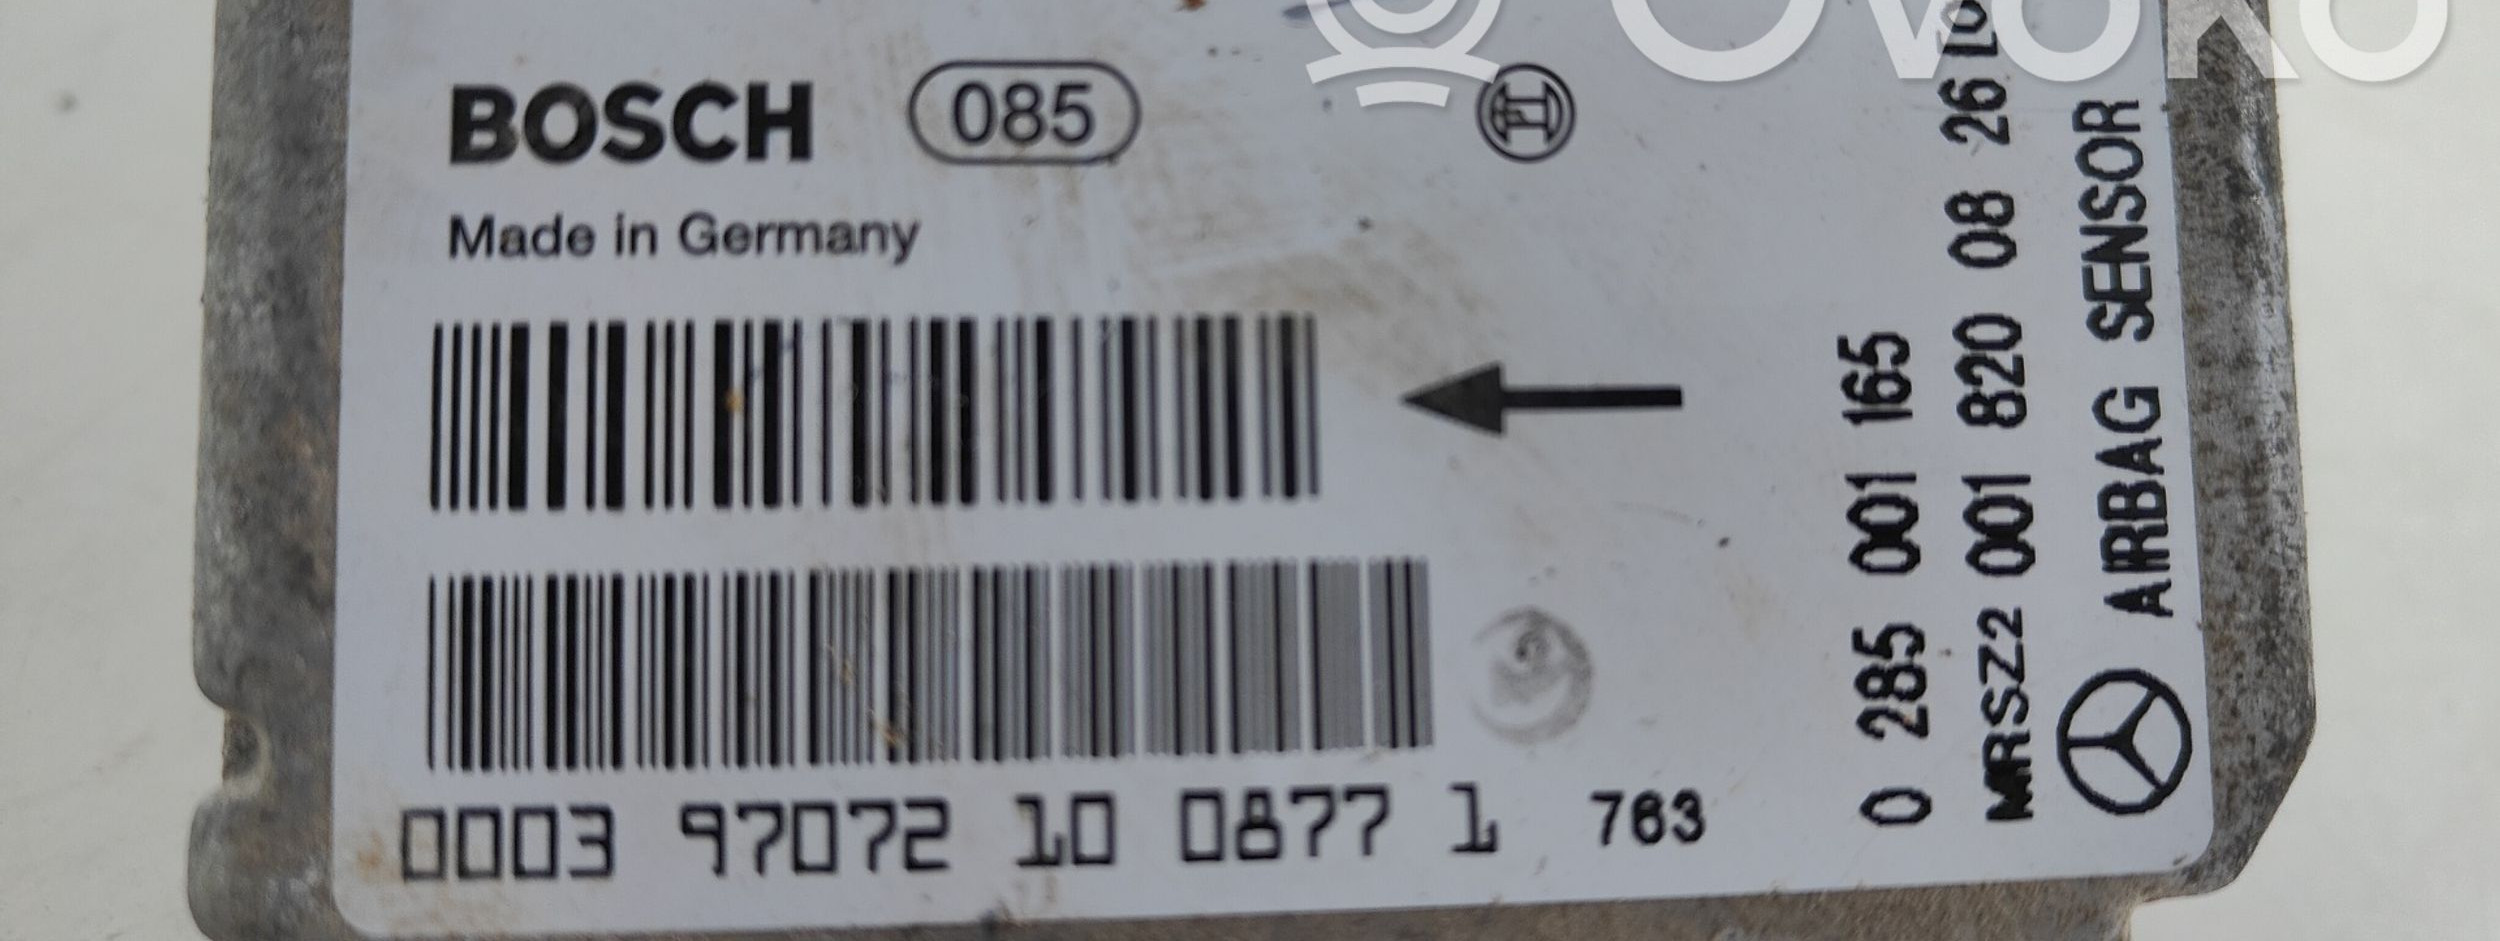 BOSCH 085
Made in Germany
0003 97072 10 0877 1 763
0 285 001 165
MRSZ2 001 820 08 26
AIRBAG SENSOR
OVOKO